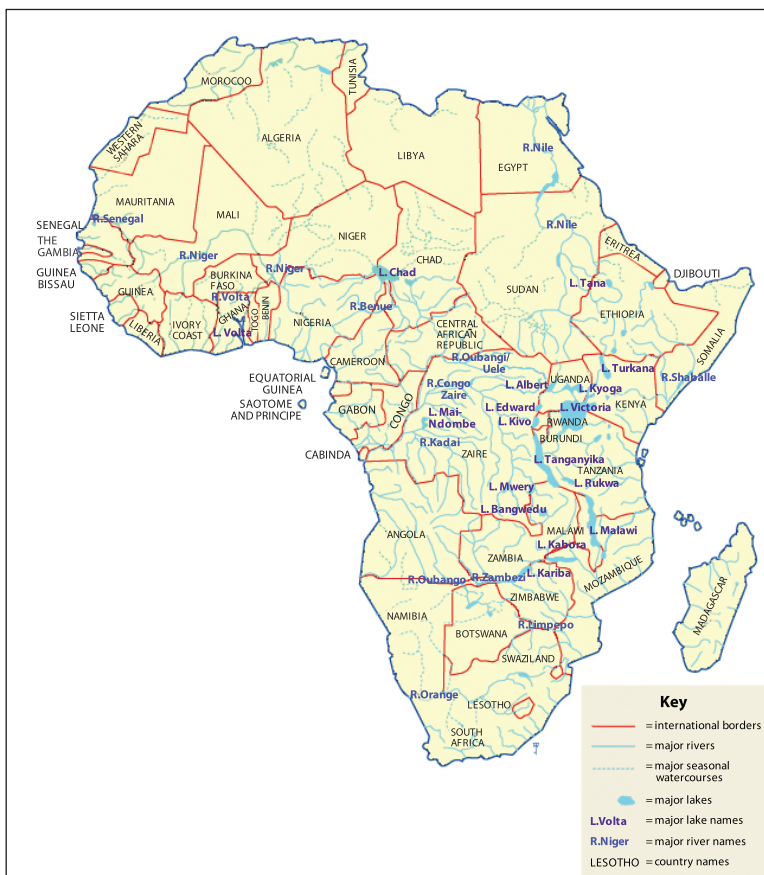 MOROCOO
TUNISIA
WESTERN
SAHARA
ALGERIA
LIBYA
EGYPT
R.Nile
MAURITANIA
R.Senegal
MALI
NIGER
CHAD
L.Chad
R.Nile
SUDAN
ERITREA
DJIBOUTI
SENEGAL
THE
GAMBIA
GUINEA
BISSAU
R.Niger
R.Niger
BURKINA
FASO
R.Volta
GUINEA
SIETTA
LEONE
LIBERIA
IVORY
COAST
GHANA
L.Volta
TOGO
BENIN
NIGERIA
R.Benue
L.Tana
ETHIOPIA
SOMALIA
CENTRAL
AFRICAN
REPUBLIC
CAMEROON
R.Oubangi/
Uele
EQUATORIAL
GUINEA
SAOTOME
AND PRINCIPE
GABON
CONGO
R.Congo
Zaire
L.Albert
UGANDA
L.Kyoga
L.Turkana
R.Shaballe
KENYA
L.Mai-
Ndombe
L.Edward
L.Victoria
L.Kivo
RWANDA
BURUNDI
R.Kadai
CABINDA
ZAIRE
L.Tanganyika
TANZANIA
L.Rukwa
L.Mwery
L.Bangwedu
ANGOLA
MALAWI
L.Malawi
L.Kabora
ZAMBIA
L.Kariba
R.Oubango
R.Zambezi
MOZAMBIQUE
ZIMBABWE
MADAGASCAR
NAMIBIA
BOTSWANA
R.Limpepo
SWAZILAND
R.Orange
LESOTHO
SOUTH
AFRICA
Key
= international borders
= major rivers
= major seasonal
watercourses
= major lakes
L.Volta = major lake names
R.Niger = major river names
LESOTHO = country names